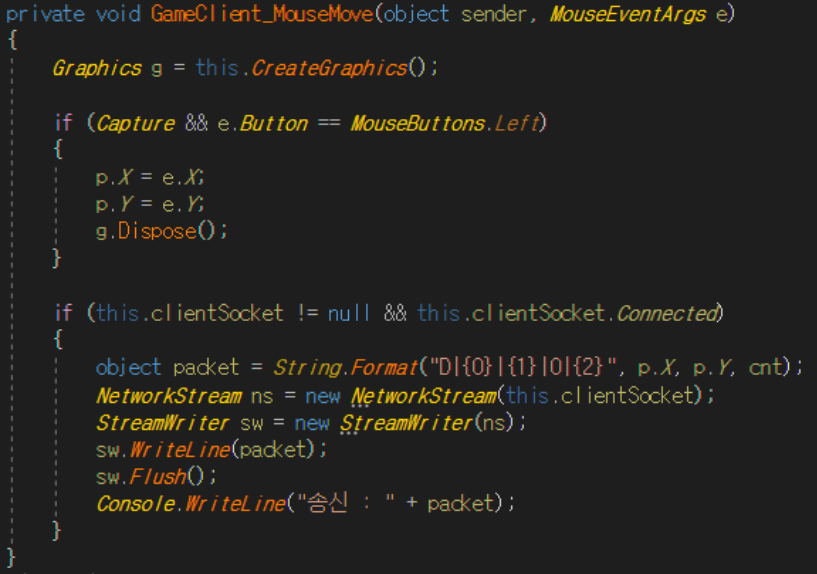 private void GameClient_MouseMove(object sender, MouseEventArgs e)
{
Graphics g = this.CreateGraphics();
if (Capture && e.Button == MouseButtons.Left)
{
p.X = e.X;
p.Y = e.Y;
g.Dispose();
}
if (this.clientSocket != null && this.clientSocket.Connected)
{
object packet = String.Format("D|{0}|{1}|0|{2}", p.X, p.Y, cnt);
NetworkStream ns = new NetworkStream(this.clientSocket);
StreamWriter sw = new StreamWriter(ns);
sw.WriteLine(packet);
sw.Flush();
Console.WriteLine("송신 : " + packet);
}
}